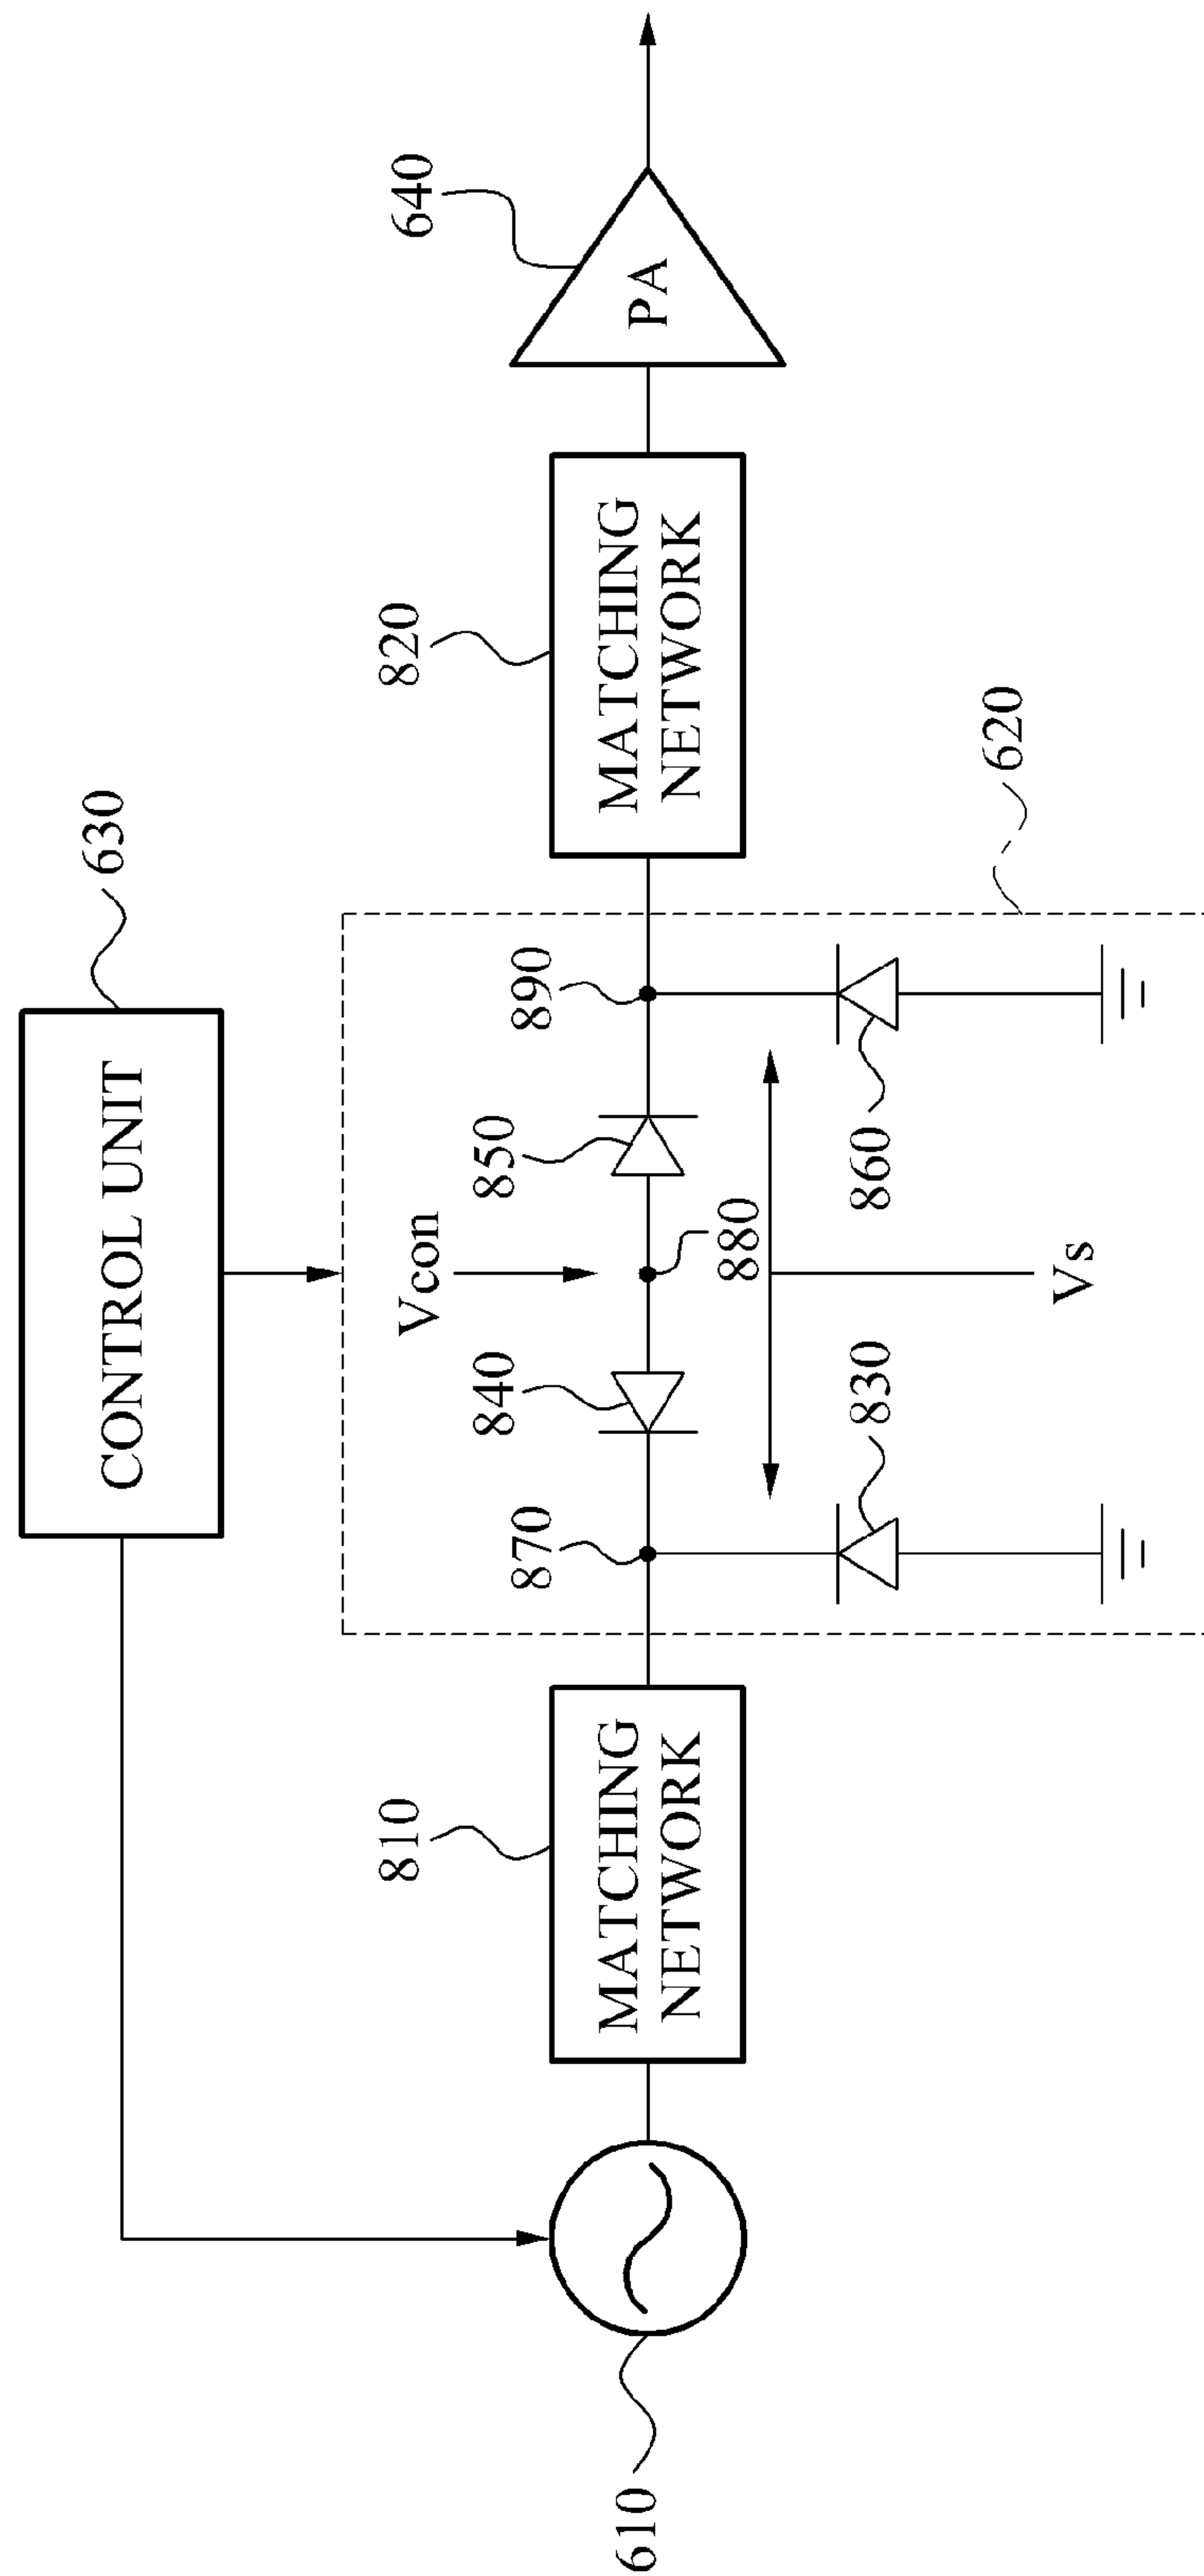 CONTROL UNIT
630
610
810
MATCHING
NETWORK
870
840
Vcon
850
890
820
MATCHING
NETWORK
640
PA
880
830
860
Vs
620